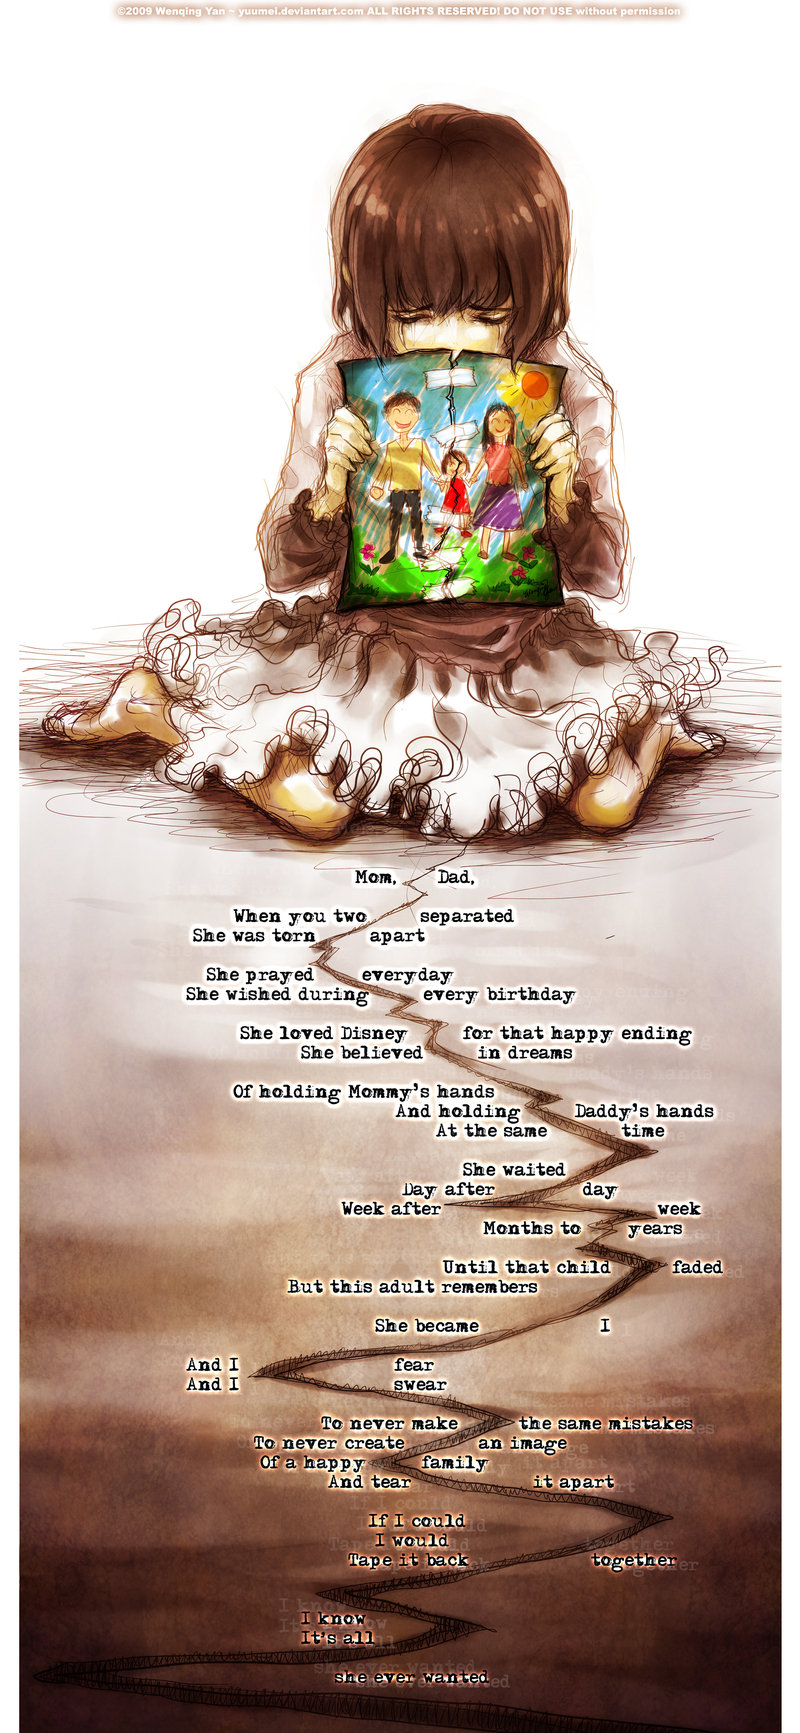 ©2009 Wenqing Yan ~ yuumei.deviantart.com ALL RIGHTS RESERVED! DO NOT USE without permission
Mom, Dad,
When you two separated
She was torn apart
She prayed everyday
She wished during every birthday
She loved Disney for that happy ending
She believed in dreams
Of holding Mommy's hands
And holding Daddy's hands
At the same time
She waited
Day after day
Week after week
Months to years
Until that child faded
But this adult remembers
She became I
And I fear
And I swear
To never make the same mistakes
To never create an image
Of a happy family
And tear it apart
If I could
I would
Tape it back together
I know
It's all
she ever wanted